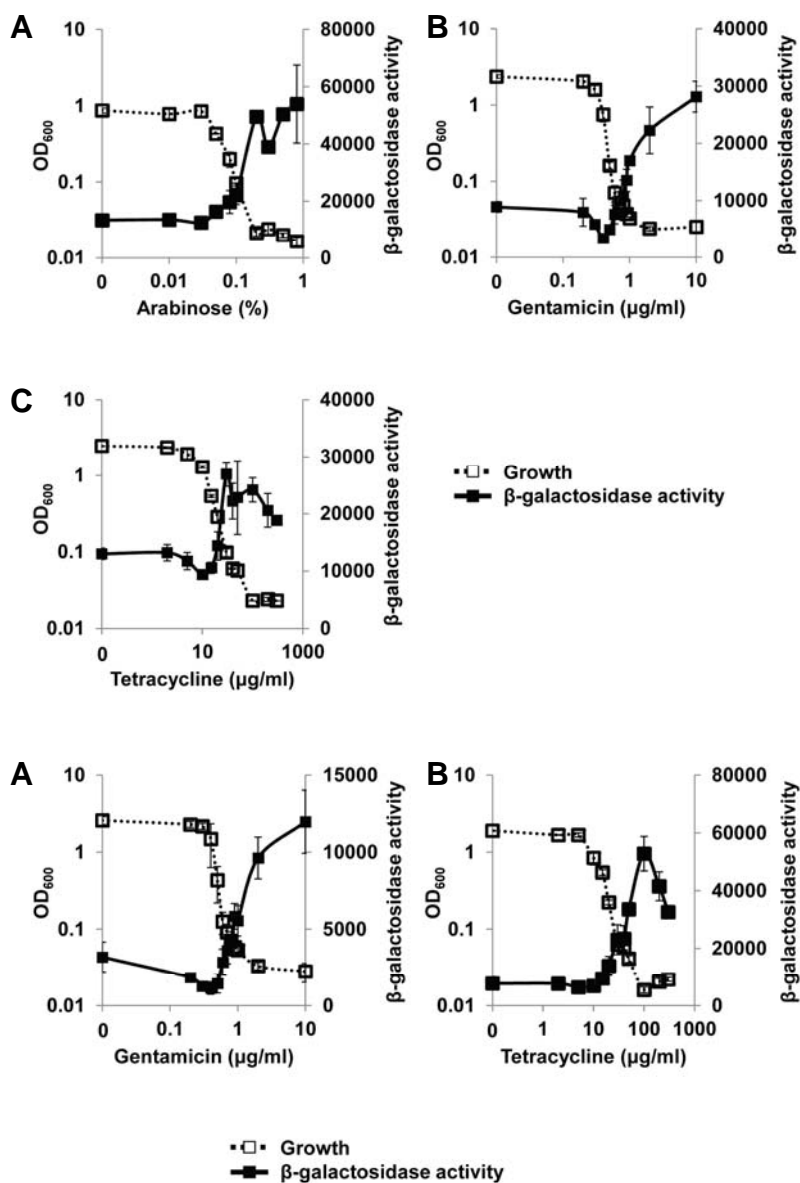 A
10
1
0.1
0.01
OD600
80000
60000
40000
20000
0
β-galactosidase activity
0
0.01
0.1
1
Arabinose (%)
B
10
1
0.1
0.01
OD600
40000
30000
20000
10000
0
β-galactosidase activity
0
0.1
1
10
Gentamicin (µg/ml)
C
10
1
0.1
0.01
OD600
40000
30000
20000
10000
0
β-galactosidase activity
0
10
1000
Tetracycline (µg/ml)
Growth
β-galactosidase activity
A
10
1
0.1
0.01
OD600
15000
10000
5000
0
β-galactosidase activity
0
0.1
1
10
Gentamicin (µg/ml)
B
10
1
0.1
0.01
OD600
80000
60000
40000
20000
0
β-galactosidase activity
0
1
10
100
1000
Tetracycline (µg/ml)
Growth
β-galactosidase activity